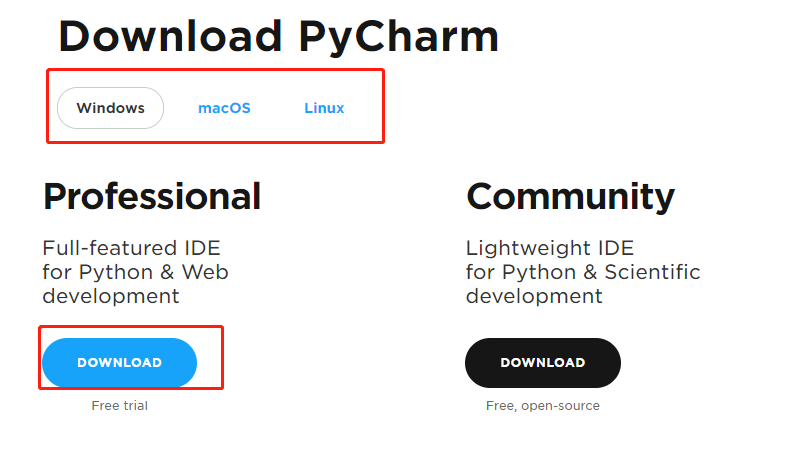 Download PyCharm
Windows macOS Linux
Professional
Full-featured IDE
for Python & Web
development
DOWNLOAD
Free trial
Community
Lightweight IDE
for Python & Scientific
development
DOWNLOAD
Free, open-source